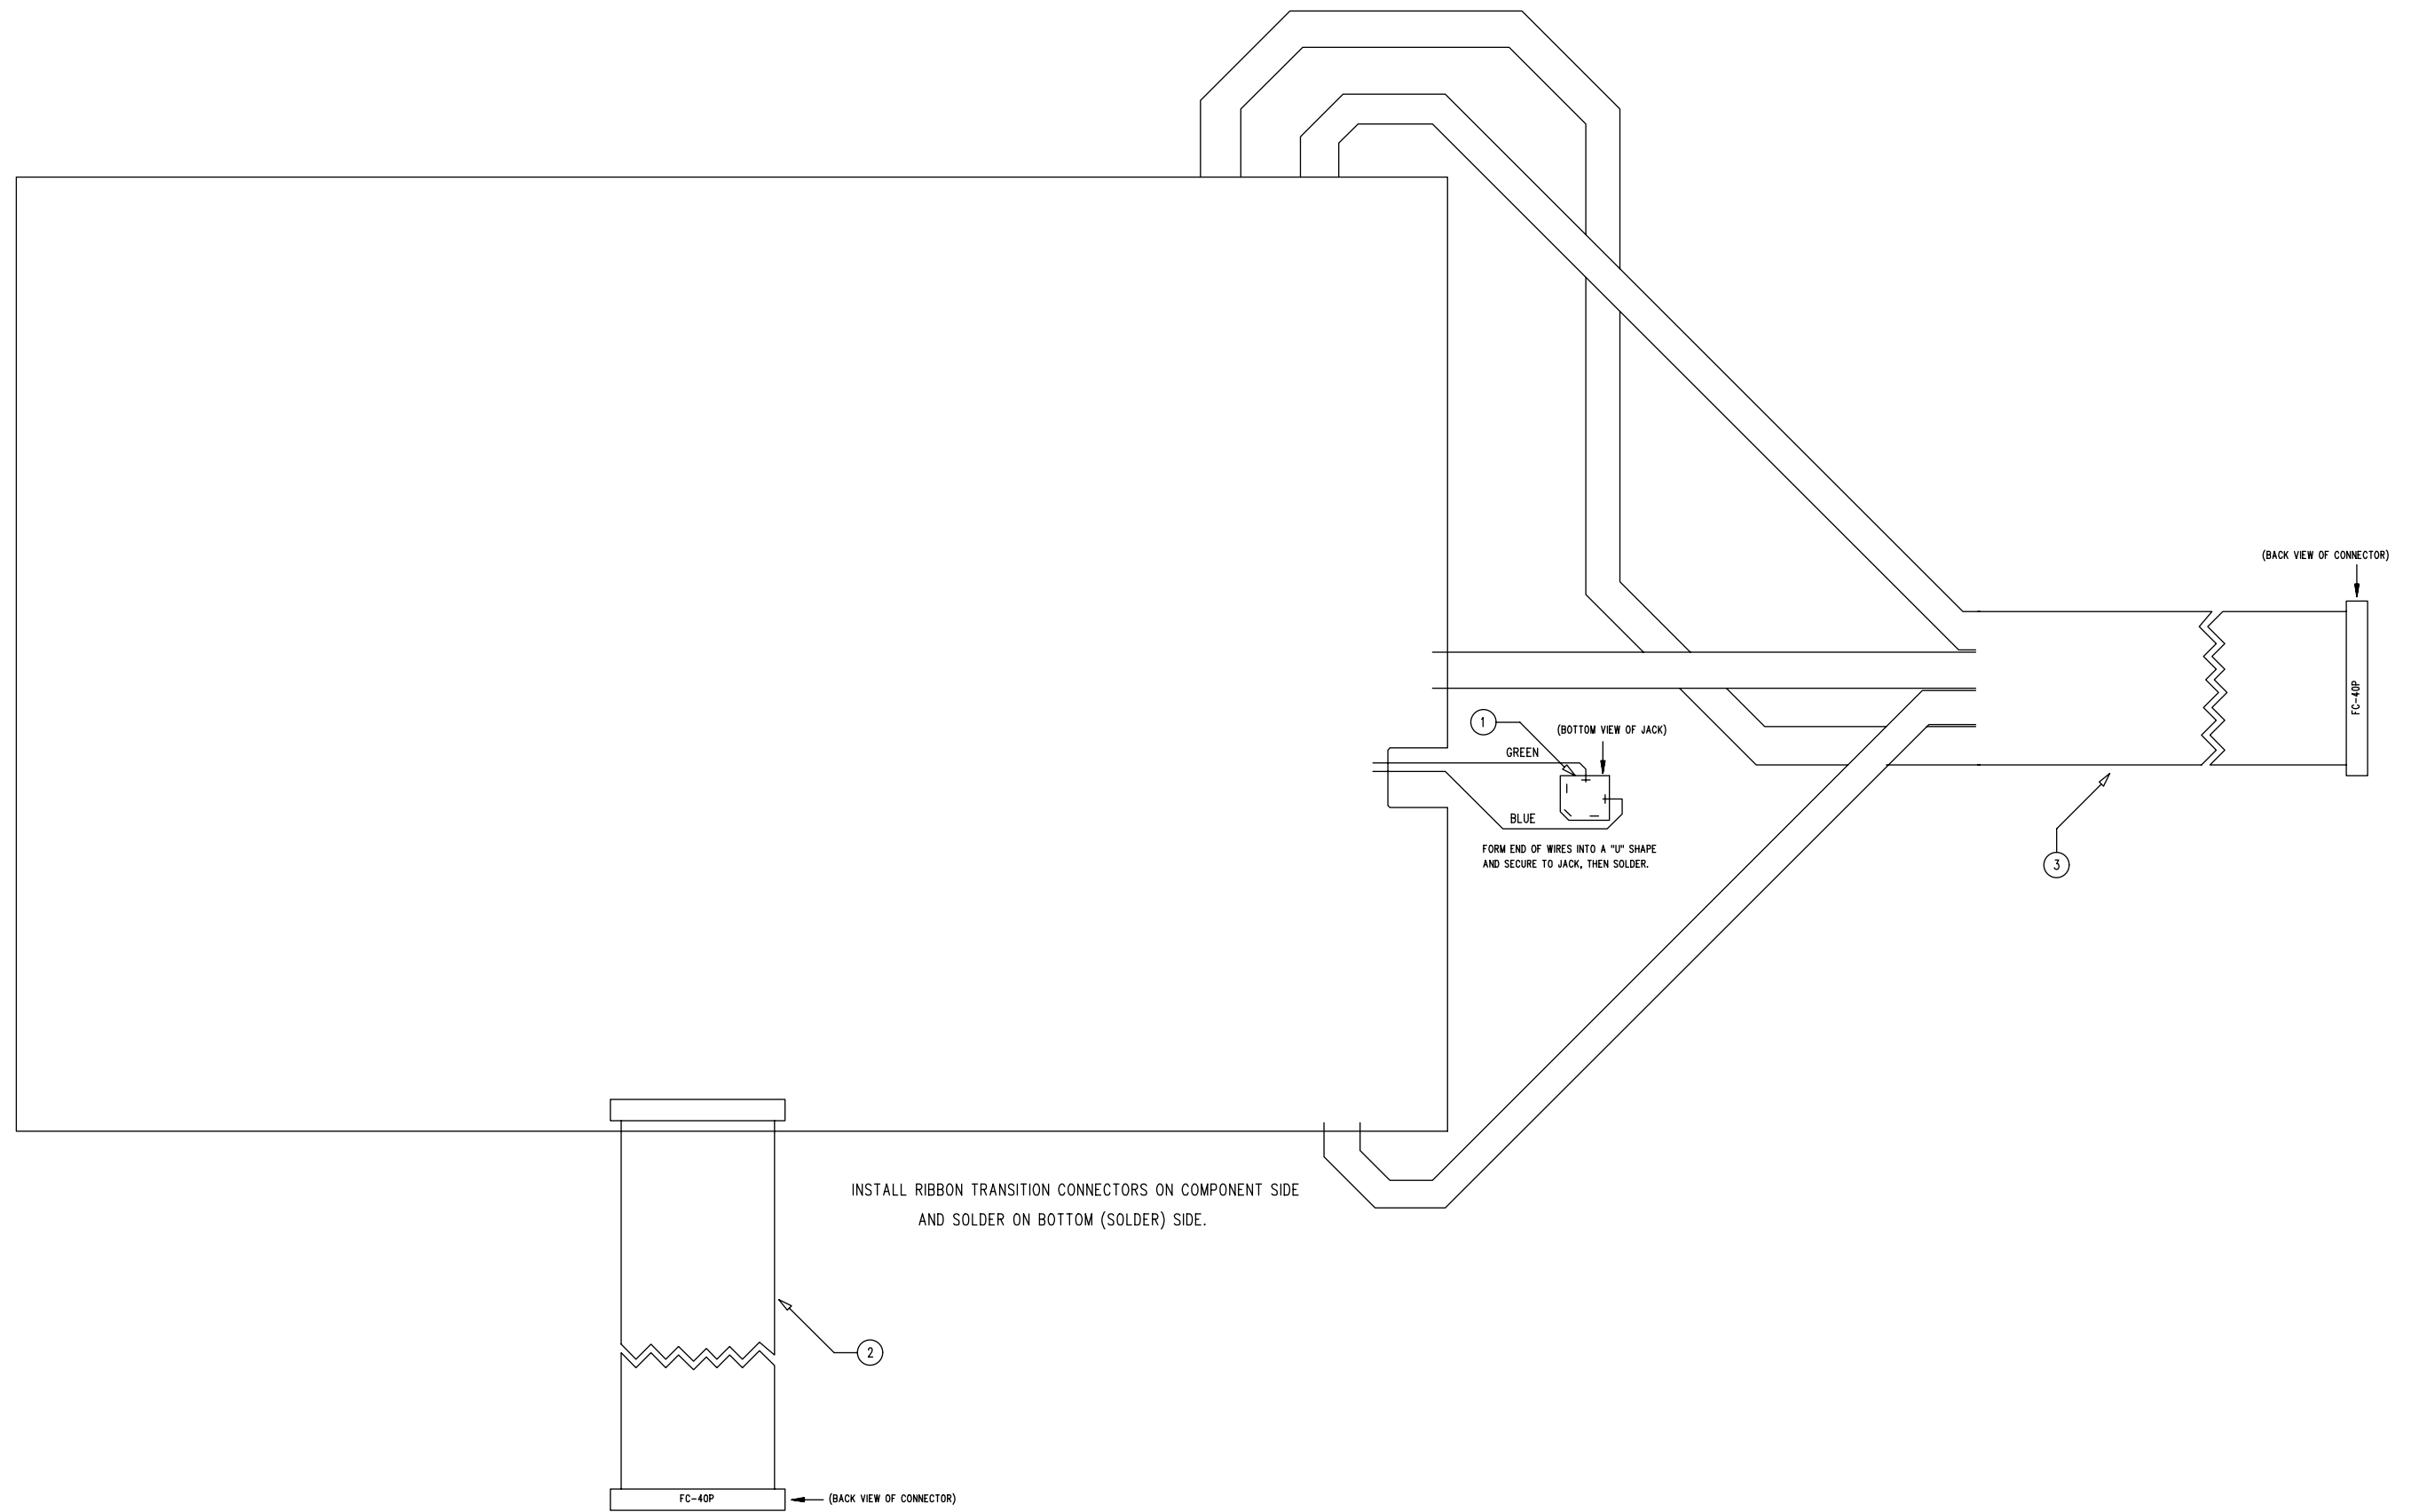 (BACK VIEW OF CONNECTOR)
FC-40P
1
(BOTTOM VIEW OF JACK)
GREEN
BLUE
FORM END OF WIRES INTO A "U" SHAPE
AND SECURE TO JACK, THEN SOLDER.
3
INSTALL RIBBON TRANSITION CONNECTORS ON COMPONENT SIDE
AND SOLDER ON BOTTOM (SOLDER) SIDE.
2
FC-40P
(BACK VIEW OF CONNECTOR)